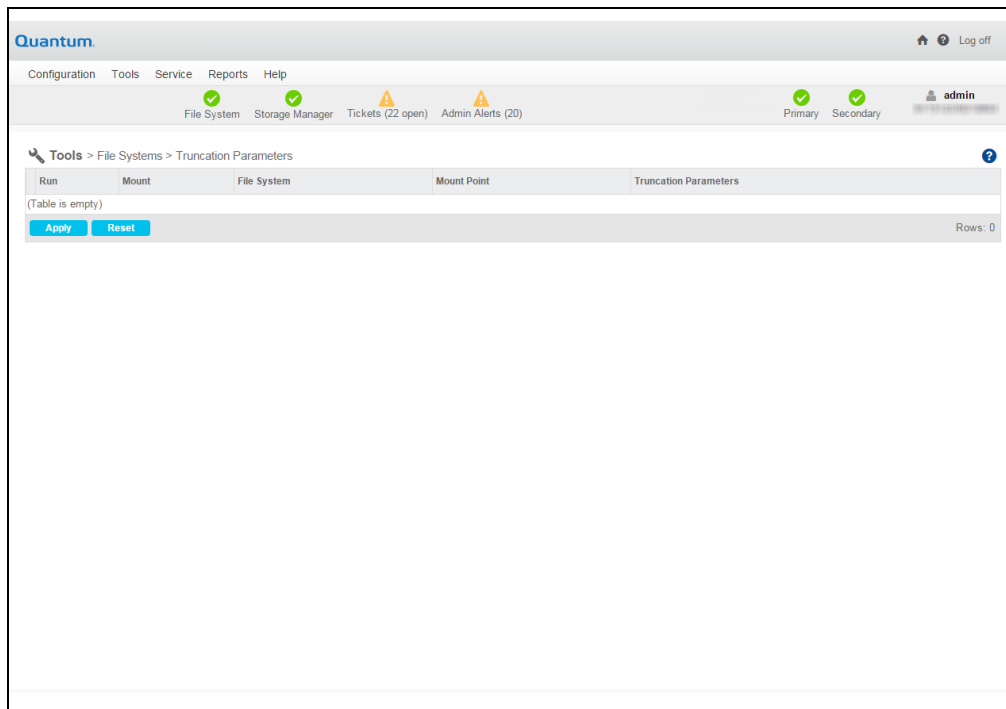 Quantum.
Log off
Configuration Tools Service Reports Help
File System Storage Manager Tickets (22 open) Admin Alerts (20) Primary Secondary admin
Tools > File Systems > Truncation Parameters
Run Mount File System Mount Point Truncation Parameters
(Table is empty)
Apply Reset Rows: 0